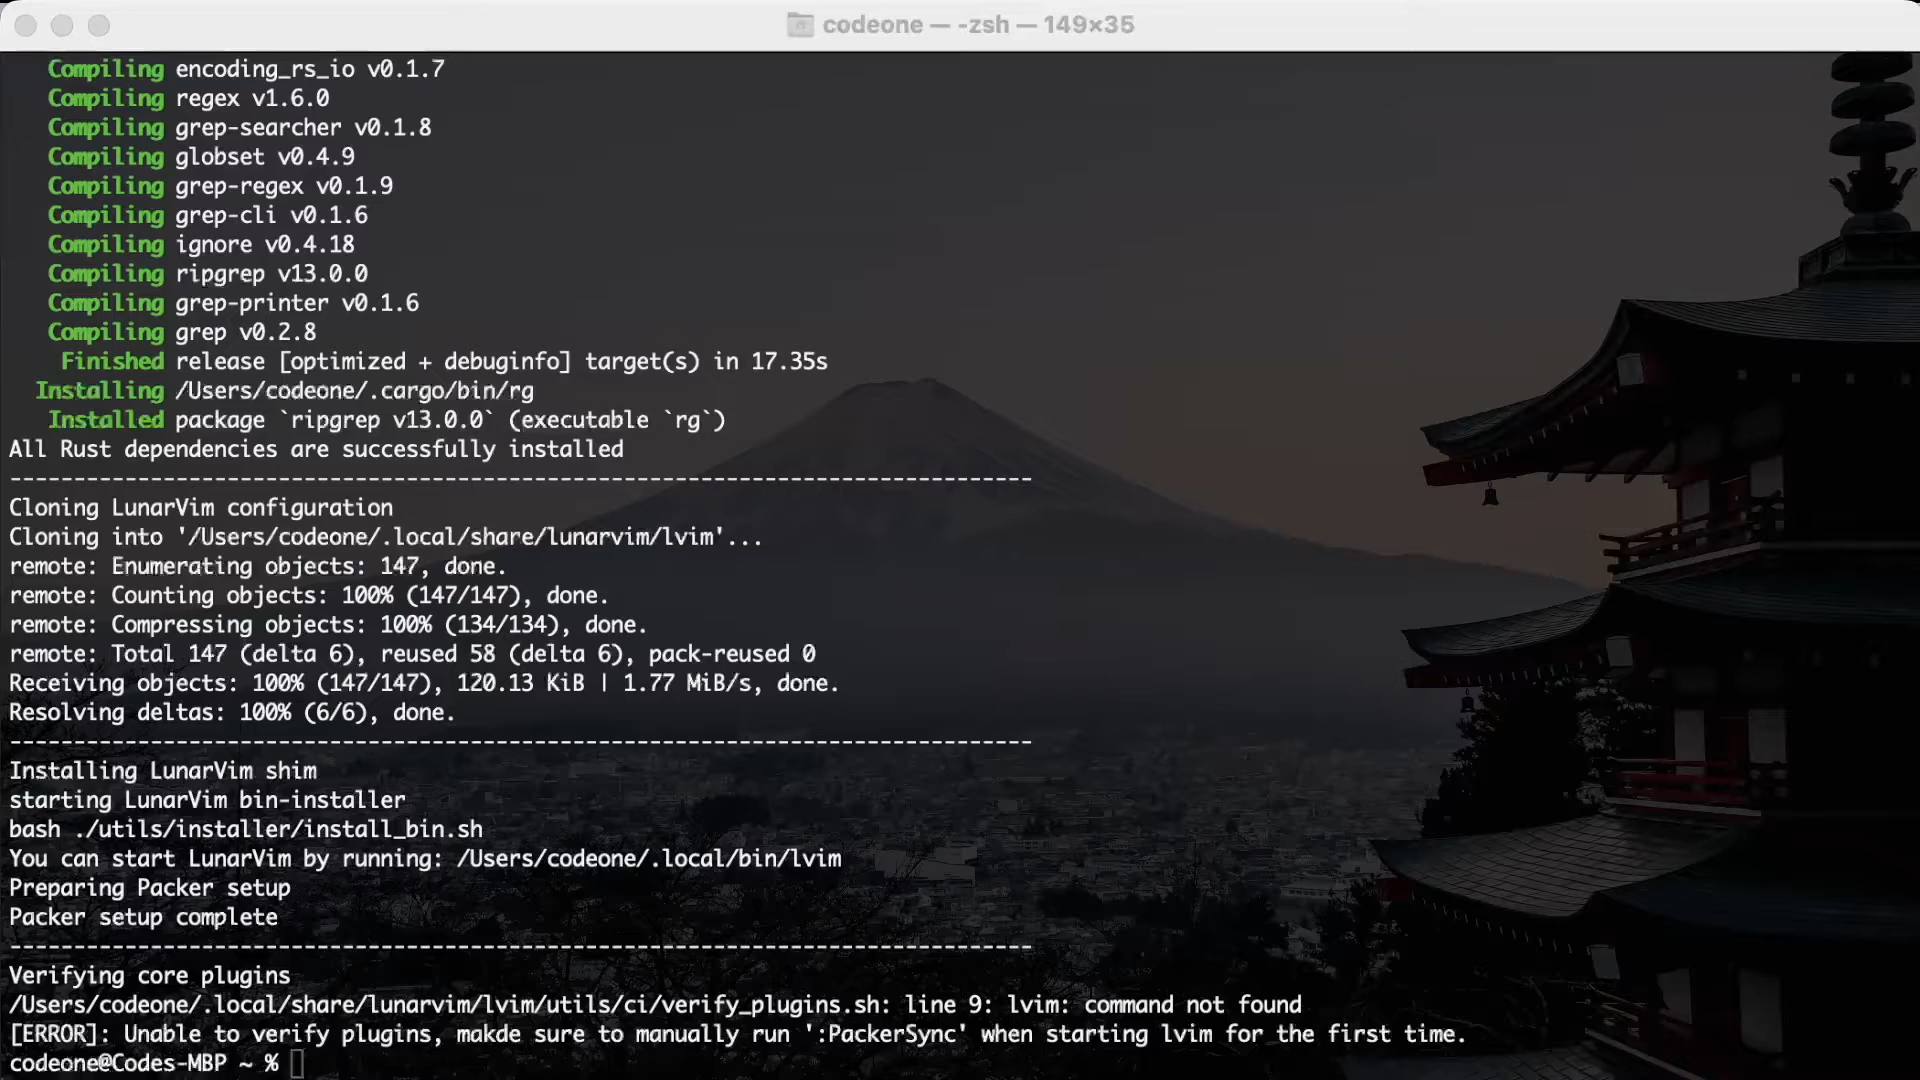 codeone — -zsh — 149×35
Compiling encoding_rs_io v0.1.7
Compiling regex v1.6.0
Compiling grep-searcher v0.1.8
Compiling globset v0.4.9
Compiling grep-regex v0.1.9
Compiling grep-cli v0.1.6
Compiling ignore v0.4.18
Compiling ripgrep v13.0.0
Compiling grep-printer v0.1.6
Compiling grep v0.2.8
Finished release [optimized + debuginfo] target(s) in 17.35s
Installing /Users/codeone/.cargo/bin/rg
Installed package `ripgrep v13.0.0` (executable `rg`)
All Rust dependencies are successfully installed
--------------------------------------------------------------------------------
Cloning LunarVim configuration
Cloning into '/Users/codeone/.local/share/lunarvim/lvim'...
remote: Enumerating objects: 147, done.
remote: Counting objects: 100% (147/147), done.
remote: Compressing objects: 100% (134/134), done.
remote: Total 147 (delta 6), reused 58 (delta 6), pack-reused 0
Receiving objects: 100% (147/147), 120.13 KiB | 1.77 MiB/s, done.
Resolving deltas: 100% (6/6), done.
--------------------------------------------------------------------------------
Installing LunarVim shim
starting LunarVim bin-installer
bash ./utils/installer/install_bin.sh
You can start LunarVim by running: /Users/codeone/.local/bin/lvim
Preparing Packer setup
Packer setup complete
--------------------------------------------------------------------------------
Verifying core plugins
/Users/codeone/.local/share/lunarvim/lvim/utils/ci/verify_plugins.sh: line 9: lvim: command not found
[ERROR]: Unable to verify plugins, makde sure to manually run ':PackerSync' when starting lvim for the first time.
codeone@Codes-MBP ~ %